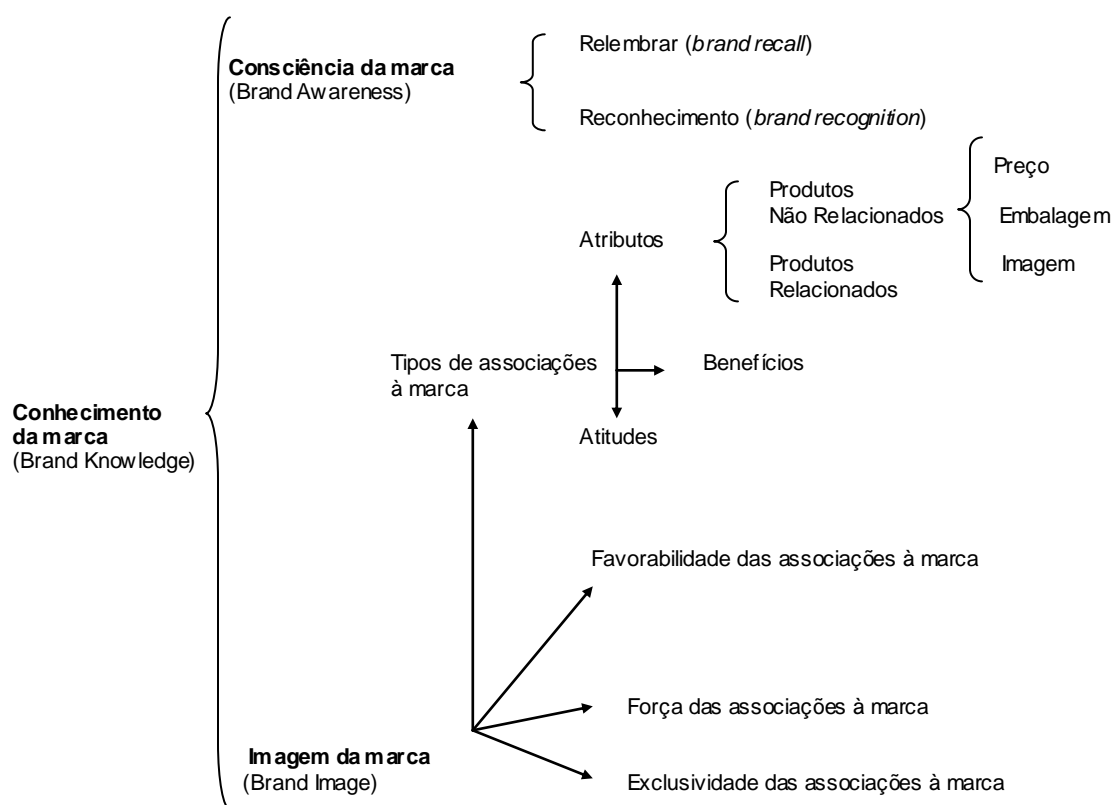 Relembrar (brand recall)
Consciência da marca
(Brand Awareness)
Reconhecimento (brand recognition)
Preço
Produtos
Não Relacionados
Embalagem
Atributos
Produtos
Relacionados
Imagem
Tipos de associações
à marca
Benefícios
Conhecimento
da marca
(Brand Knowledge)
Atitudes
Favorabilidade das associações à marca
Força das associações à marca
Imagem da marca
(Brand Image)
Exclusividade das associações à marca